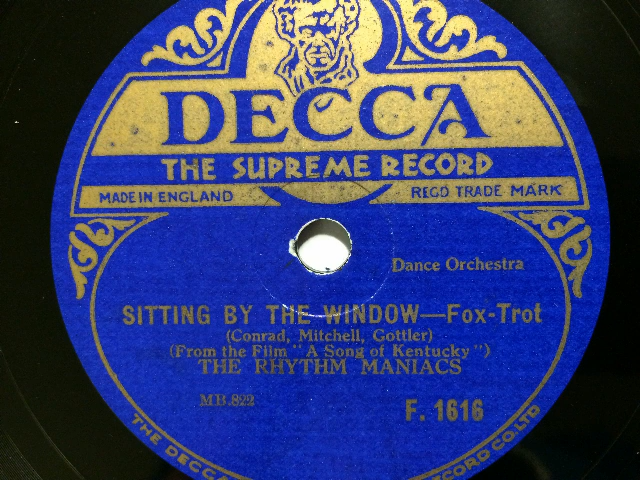 DECCA
THE SUPREME RECORD
MADE IN ENGLAND
REGD TRADE MARK
Dance Orchestra
SITTING BY THE WINDOW—Fox-Trot
(Conrad, Mitchell, Gottler)
(From the Film "A Song of Kentucky")
THE RHYTHM MANIACS
MB.822
F. 1616
THE DECCA
RECORD CO. LTD